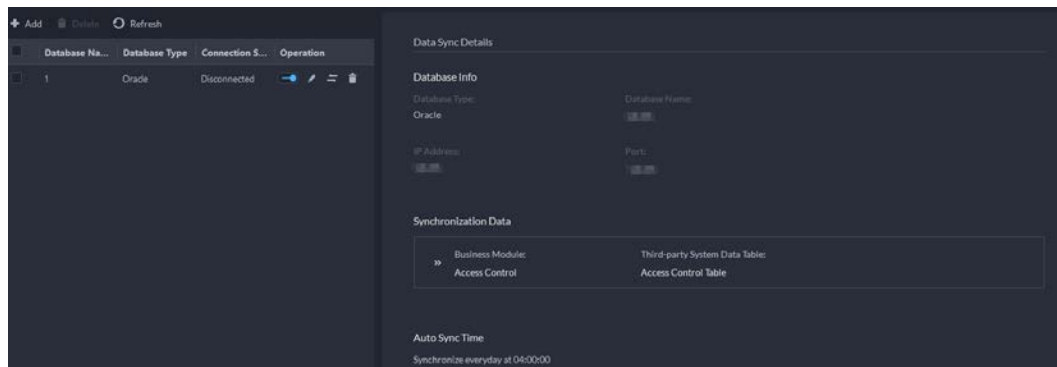 Add Delete Refresh
Database Na... Database Type Connection S... Operation
1 Oracle Disconnected
Data Sync Details
Database Info
Database Type: Database Name:
Oracle
IP Address: Port:
Synchronization Data
Business Module: Third-party System Data Table:
Access Control Access Control Table
Auto Sync Time
Synchronize everyday at 04:00:00